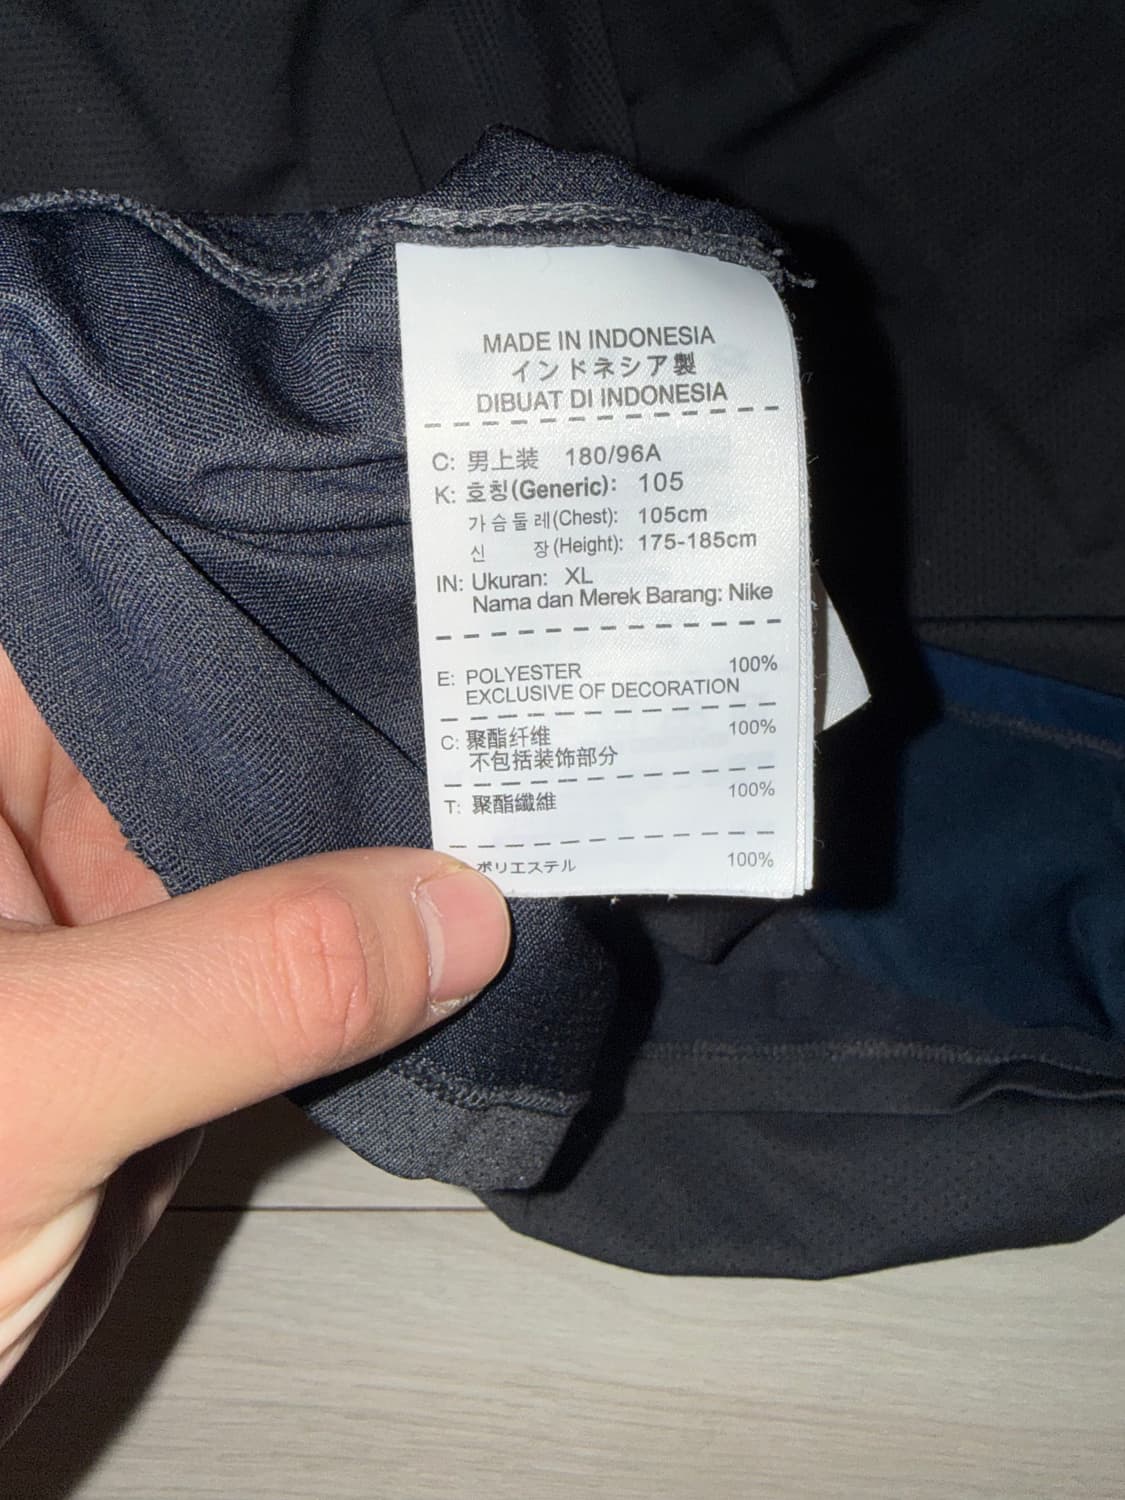 MADE IN INDONESIA
インドネシア製
DIBUAT DI INDONESIA
C: 男上装 180/96A
K: 호칭(Generic): 105
가슴둘레(Chest): 105cm
신 장(Height): 175-185cm
IN: Ukuran: XL
Nama dan Merek Barang: Nike
E: POLYESTER 100%
EXCLUSIVE OF DECORATION
C: 聚酯纤维 100%
不包括装饰部分
T: 聚酯纖維 100%
ポリエステル 100%